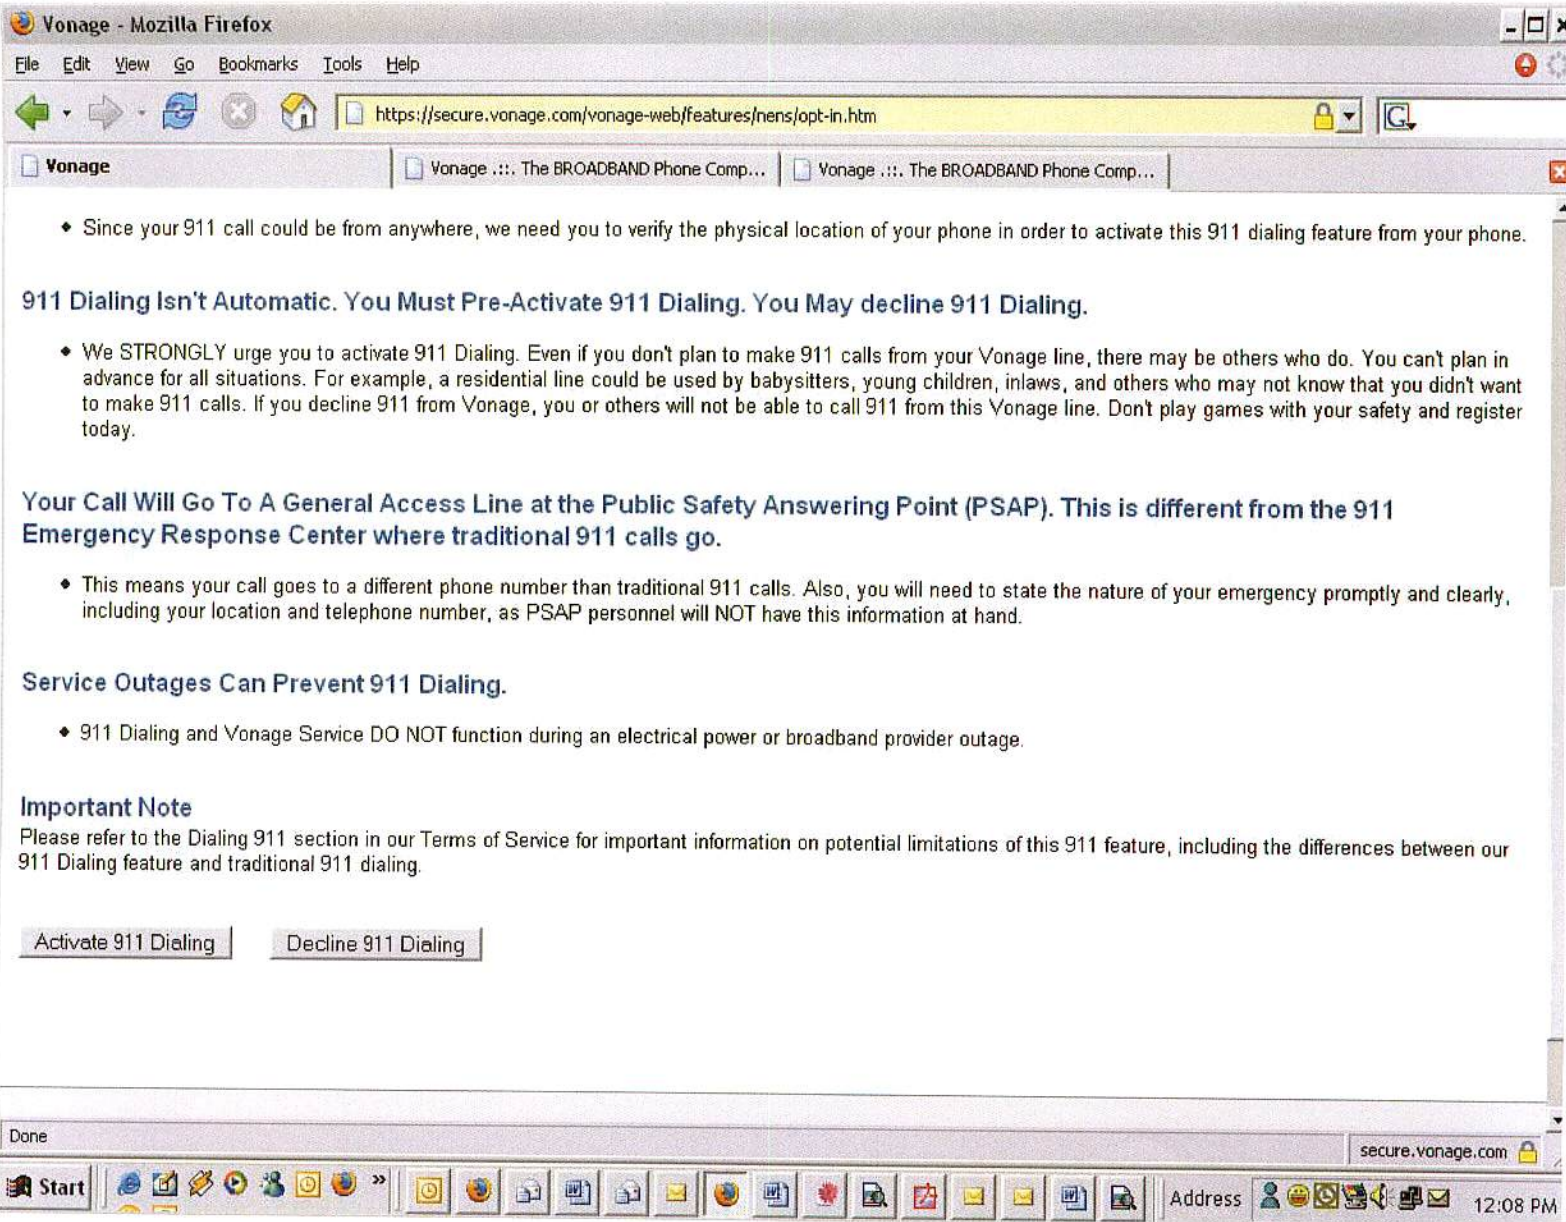 Vonage - Mozilla Firefox
File Edit View Go Bookmarks Tools Help
https://secure.vonage.com/vonage-web/features/nens/opt-in.htm
G
Vonage Vonage .::. The BROADBAND Phone Comp... Vonage .::. The BROADBAND Phone Comp...
• Since your 911 call could be from anywhere, we need you to verify the physical location of your phone in order to activate this 911 dialing feature from your phone.
911 Dialing Isn't Automatic. You Must Pre-Activate 911 Dialing. You May decline 911 Dialing.
• We STRONGLY urge you to activate 911 Dialing. Even if you don't plan to make 911 calls from your Vonage line, there may be others who do. You can't plan in
advance for all situations. For example, a residential line could be used by babysitters, young children, inlaws, and others who may not know that you didn't want
to make 911 calls. If you decline 911 from Vonage, you or others will not be able to call 911 from this Vonage line. Don't play games with your safety and register
today.
Your Call Will Go To A General Access Line at the Public Safety Answering Point (PSAP). This is different from the 911
Emergency Response Center where traditional 911 calls go.
• This means your call goes to a different phone number than traditional 911 calls. Also, you will need to state the nature of your emergency promptly and clearly,
including your location and telephone number, as PSAP personnel will NOT have this information at hand.
Service Outages Can Prevent 911 Dialing.
• 911 Dialing and Vonage Service DO NOT function during an electrical power or broadband provider outage.
Important Note
Please refer to the Dialing 911 section in our Terms of Service for important information on potential limitations of this 911 feature, including the differences between our
911 Dialing feature and traditional 911 dialing.
Activate 911 Dialing Decline 911 Dialing
Done
secure.vonage.com
Start » Address 12:08 PM